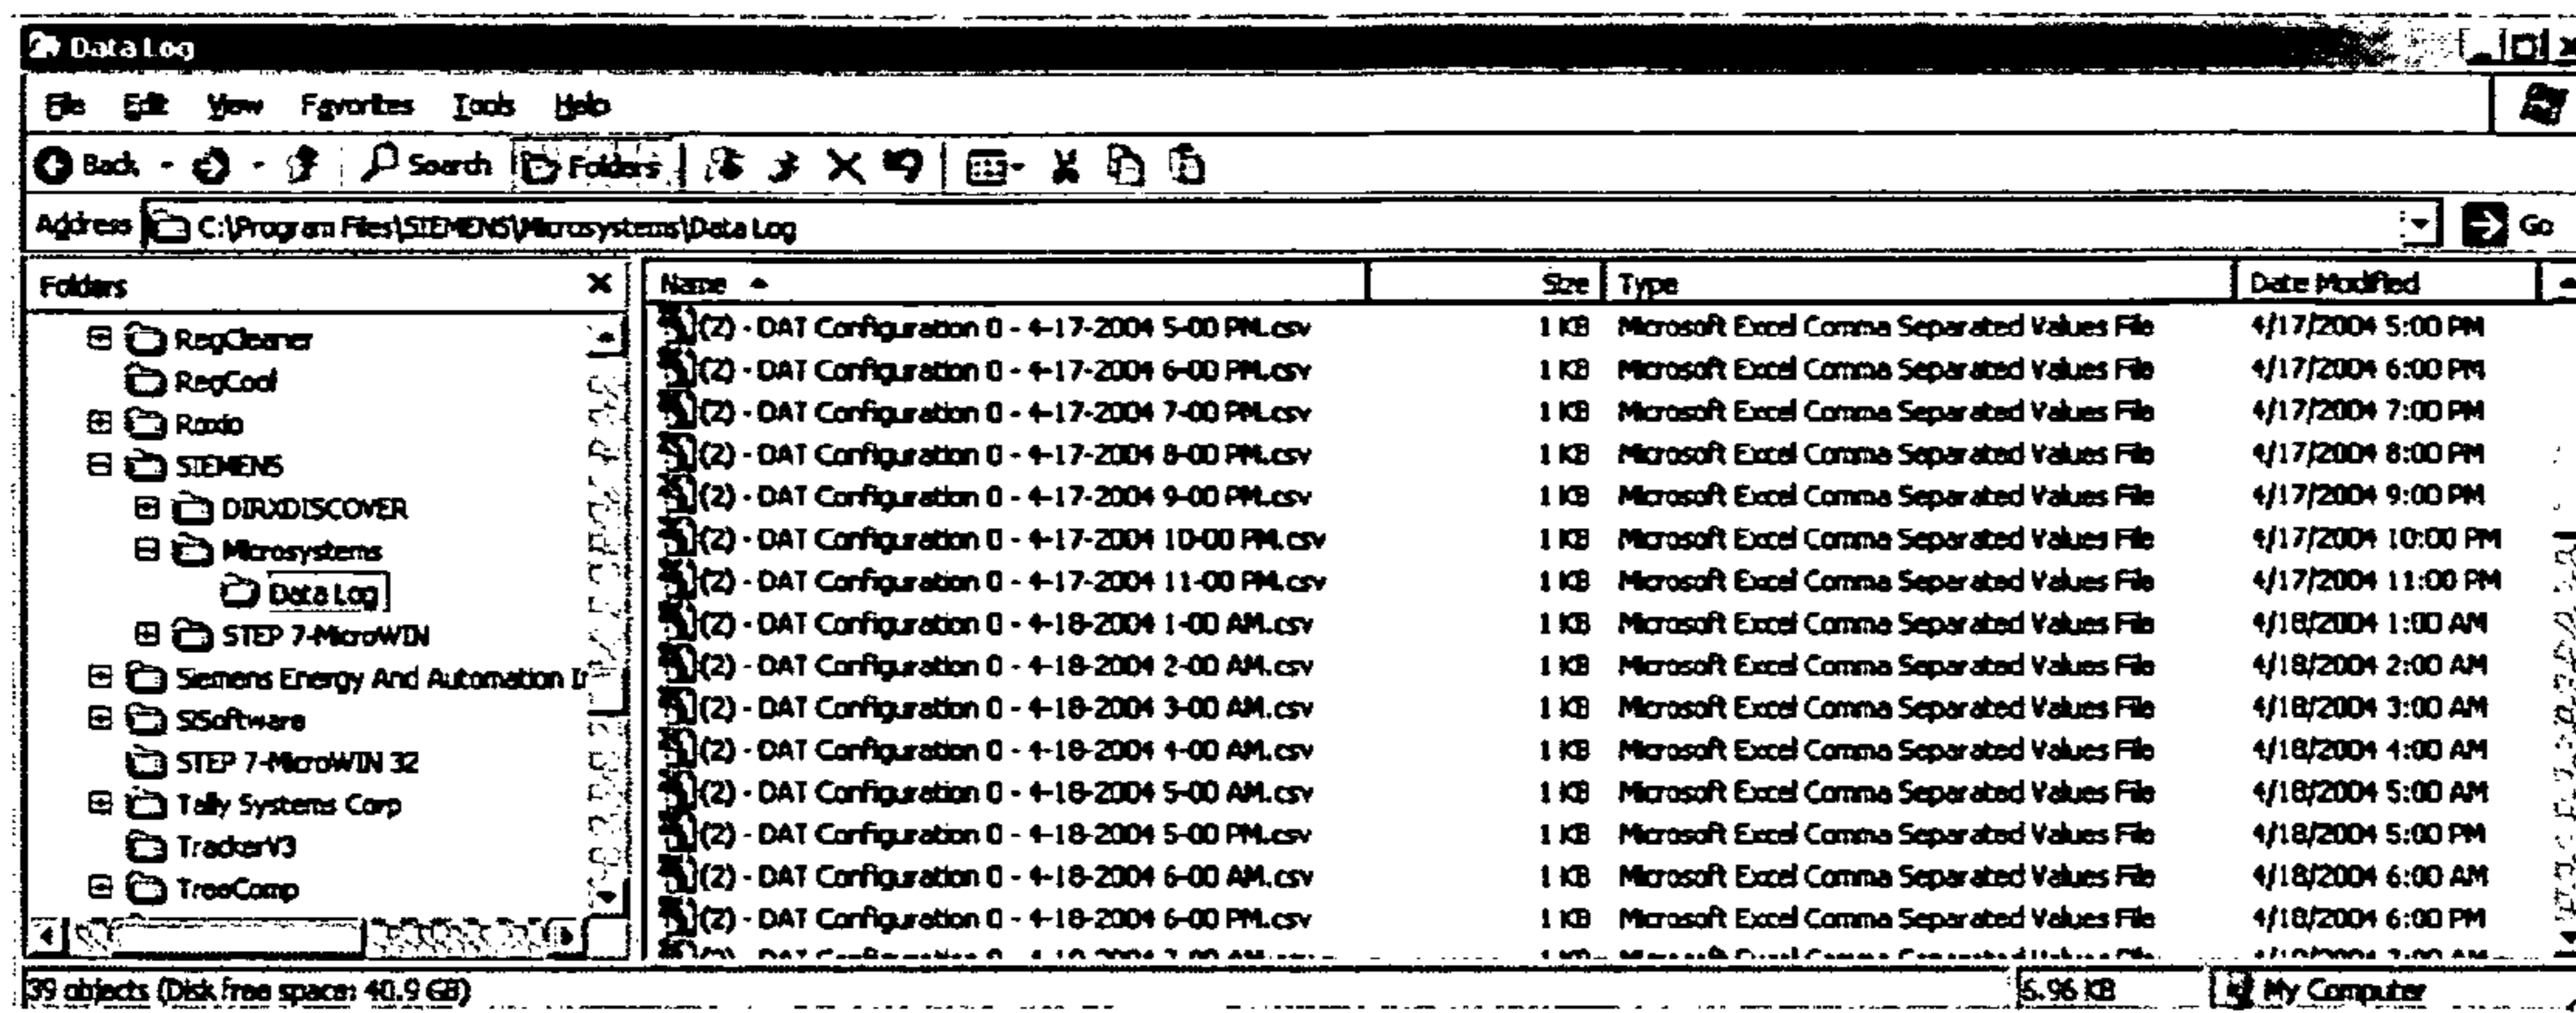 Data Log
File Edit View Favorites Tools Help
Back Search Folders
Address C:\Program Files\SIEMENS\Microsystems\Data Log Go
Folders
RegCleaner
RegCool
Roxio
SIEMENS
DIRXDISCOVER
Microsystems
Data Log
STEP 7-MicroWIN
Siemens Energy And Automation Ir
SiSoftware
STEP 7-MicroWIN 32
Tally Systems Corp
TrackerV3
TreeComp
Name Size Type Date Modified
(2) - DAT Configuration 0 - 4-17-2004 5-00 PM.csv 1 KB Microsoft Excel Comma Separated Values File 4/17/2004 5:00 PM
(2) - DAT Configuration 0 - 4-17-2004 6-00 PM.csv 1 KB Microsoft Excel Comma Separated Values File 4/17/2004 6:00 PM
(2) - DAT Configuration 0 - 4-17-2004 7-00 PM.csv 1 KB Microsoft Excel Comma Separated Values File 4/17/2004 7:00 PM
(2) - DAT Configuration 0 - 4-17-2004 8-00 PM.csv 1 KB Microsoft Excel Comma Separated Values File 4/17/2004 8:00 PM
(2) - DAT Configuration 0 - 4-17-2004 9-00 PM.csv 1 KB Microsoft Excel Comma Separated Values File 4/17/2004 9:00 PM
(2) - DAT Configuration 0 - 4-17-2004 10-00 PM.csv 1 KB Microsoft Excel Comma Separated Values File 4/17/2004 10:00 PM
(2) - DAT Configuration 0 - 4-17-2004 11-00 PM.csv 1 KB Microsoft Excel Comma Separated Values File 4/17/2004 11:00 PM
(2) - DAT Configuration 0 - 4-18-2004 1-00 AM.csv 1 KB Microsoft Excel Comma Separated Values File 4/18/2004 1:00 AM
(2) - DAT Configuration 0 - 4-18-2004 2-00 AM.csv 1 KB Microsoft Excel Comma Separated Values File 4/18/2004 2:00 AM
(2) - DAT Configuration 0 - 4-18-2004 3-00 AM.csv 1 KB Microsoft Excel Comma Separated Values File 4/18/2004 3:00 AM
(2) - DAT Configuration 0 - 4-18-2004 4-00 AM.csv 1 KB Microsoft Excel Comma Separated Values File 4/18/2004 4:00 AM
(2) - DAT Configuration 0 - 4-18-2004 5-00 AM.csv 1 KB Microsoft Excel Comma Separated Values File 4/18/2004 5:00 AM
(2) - DAT Configuration 0 - 4-18-2004 5-00 PM.csv 1 KB Microsoft Excel Comma Separated Values File 4/18/2004 5:00 PM
(2) - DAT Configuration 0 - 4-18-2004 6-00 AM.csv 1 KB Microsoft Excel Comma Separated Values File 4/18/2004 6:00 AM
(2) - DAT Configuration 0 - 4-18-2004 6-00 PM.csv 1 KB Microsoft Excel Comma Separated Values File 4/18/2004 6:00 PM
39 objects (Disk free space: 40.9 GB) 6.96 KB My Computer